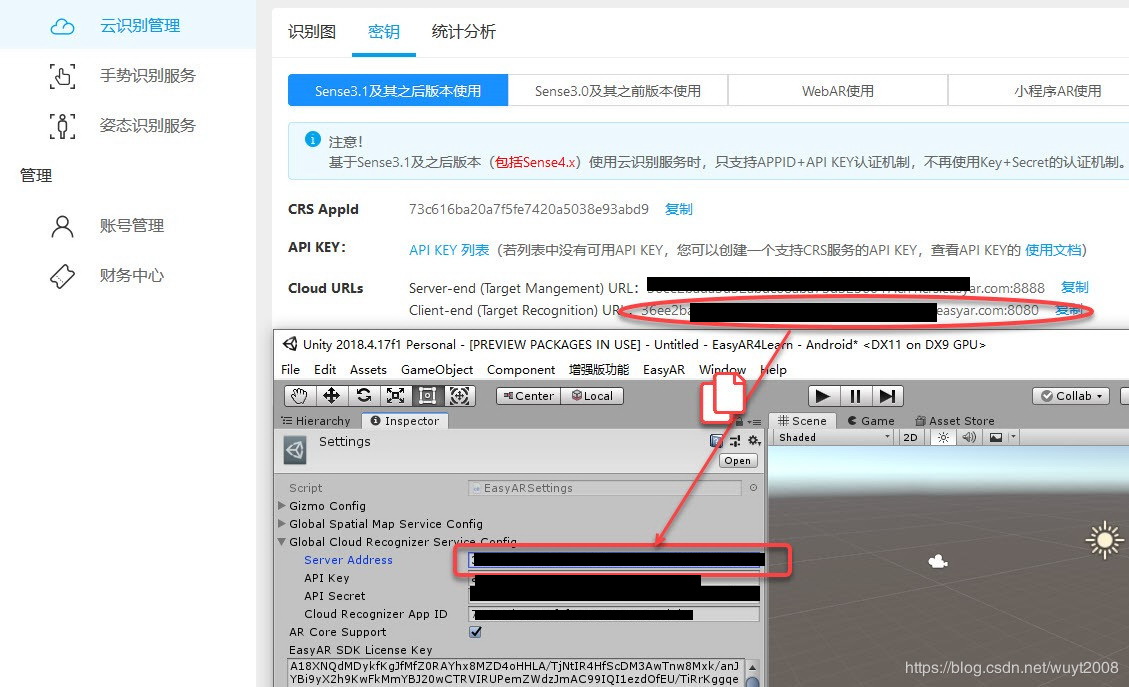 云识别管理
手势识别服务
姿态识别服务
管理
账号管理
财务中心
识别图 密钥 统计分析
Sense3.1及其之后版本使用 Sense3.0及其之前版本使用 WebAR使用 小程序AR使用
注意！
基于Sense3.1及之后版本（包括Sense4.x）使用云识别服务时，只支持APPID+API KEY认证机制，不再使用Key+Secret的认证机制。
CRS AppId 73c616ba20a7f5fe7420a5038e93abd9 复制
API KEY： API KEY 列表（若列表中没有可用API KEY，您可以创建一个支持CRS服务的API KEY，查看API KEY的 使用文档）
Cloud URLs Server-end (Target Mangement) URL： .easyar.com:8888 复制
Client-end (Target Recognition) 36ee2ba easyar.com:8080 复制
Unity 2018.4.17f1 Personal - [PREVIEW PACKAGES IN USE] - Untitled - EasyAR4Learn - Android* <DX11 on DX9 GPU>
File Edit Assets GameObject Component 增强版功能 EasyAR Window Help
Center Local Collab
Hierarchy Inspector Scene Game Asset Store
Settings Shaded 2D
Open
Script EasyARSettings
Gizmo Config
Global Spatial Map Service Config
Global Cloud Recognizer Service Config
Server Address
API Key
API Secret
Cloud Recognizer App ID
AR Core Support
EasyAR SDK License Key
A18XNQdMDykfKgJfMfZ0RAYhx8MZD4oHHLA/TjNtIR4HfScDM3AwTnw8Mxk/anJ
YBi9yX2h9KwFkMmYBJ20wCTRVIRUPemZWdzJmAC99IQI1ezdOfEU/TiRrKggqe
https://blog.csdn.net/wuyt2008